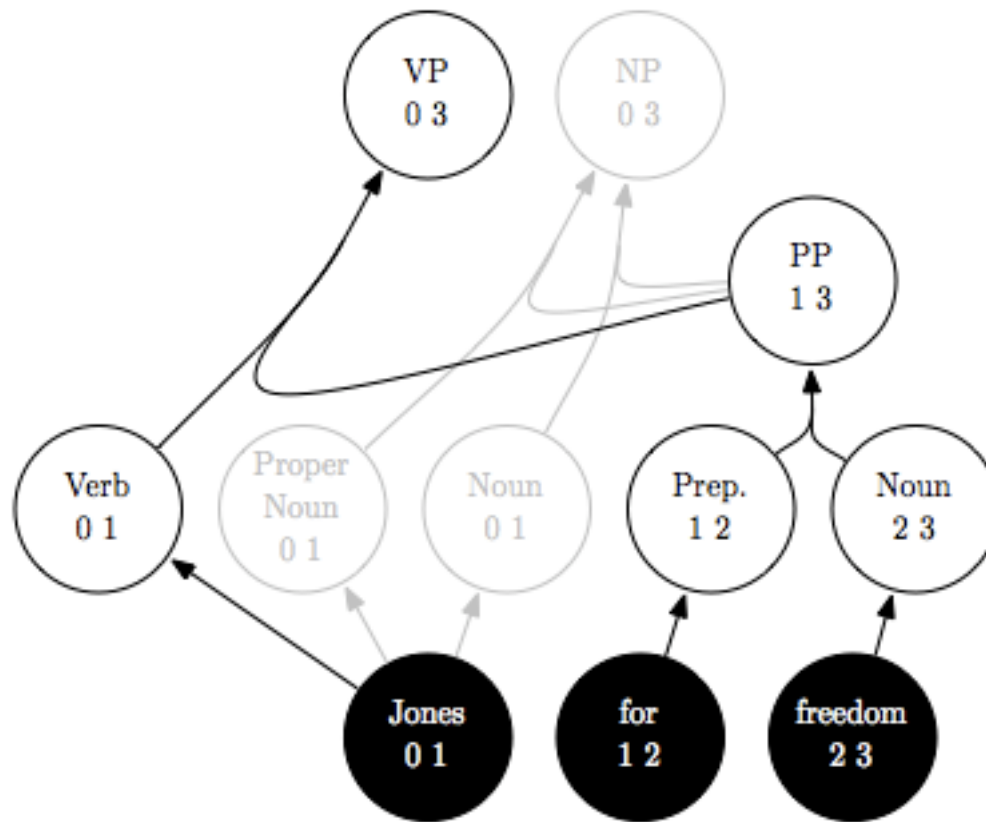 VP
0 3
NP
0 3
PP
1 3
Verb
0 1
Proper
Noun
0 1
Noun
0 1
Prep.
1 2
Noun
2 3
Jones
0 1
for
1 2
freedom
2 3